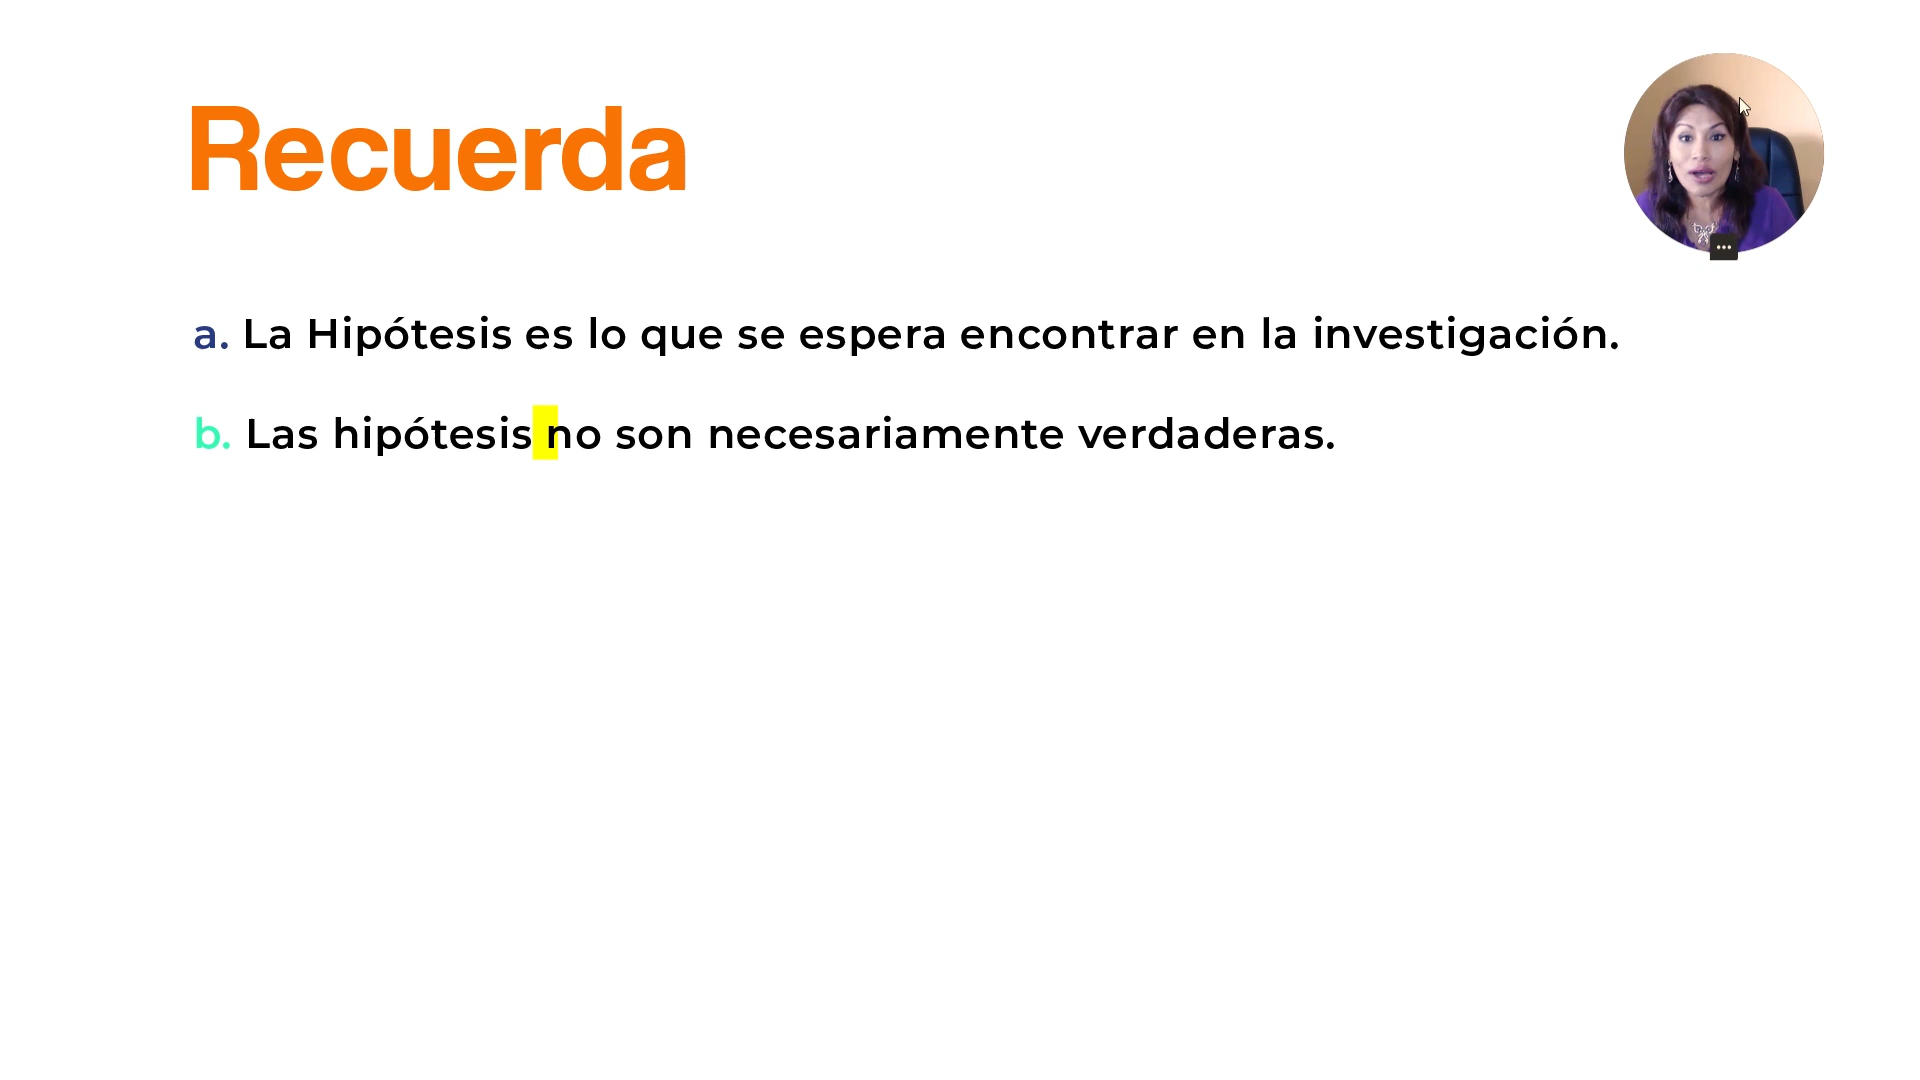 Recuerda
a. La Hipótesis es lo que se espera encontrar en la investigación.
b. Las hipótesis no son necesariamente verdaderas.